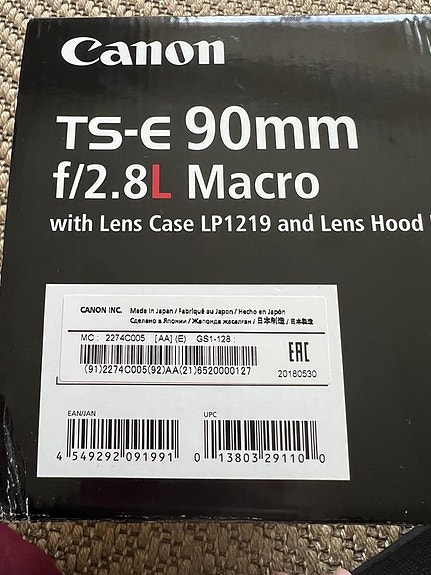 Canon
TS-E 90mm
f/2.8L Macro
with Lens Case LP1219 and Lens Hood
CANON INC. Made in Japan / Fabriqué au Japon / Hecho en Japón
Сделано в Японии / Жапонда жасалған / 日本制造 / 日本製造
MC : 2274C005 [AA] (E) GS1-128 :
(91)2274C005(92)AA(21)6520000127
EAC
20180530
EAN/JAN
4 549292 091991
UPC
0 13803 29110 0